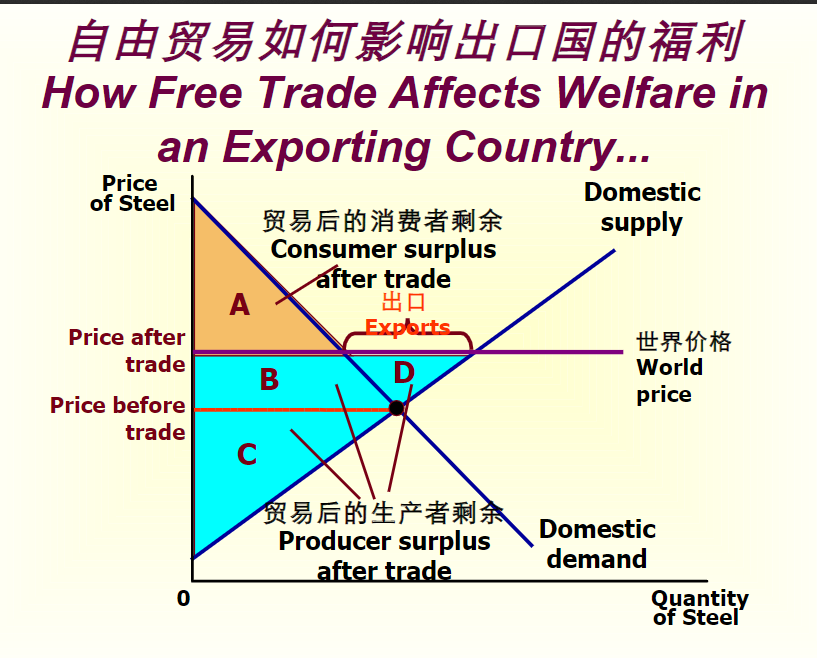 自由贸易如何影响出口国的福利
How Free Trade Affects Welfare in
an Exporting Country...
Price
of Steel
Domestic
supply
贸易后的消费者剩余
Consumer surplus
after trade
A
出口
Exports
Price after
trade
世界价格
World
price
B
D
Price before
trade
C
贸易后的生产者剩余
Producer surplus
after trade
Domestic
demand
0
Quantity
of Steel